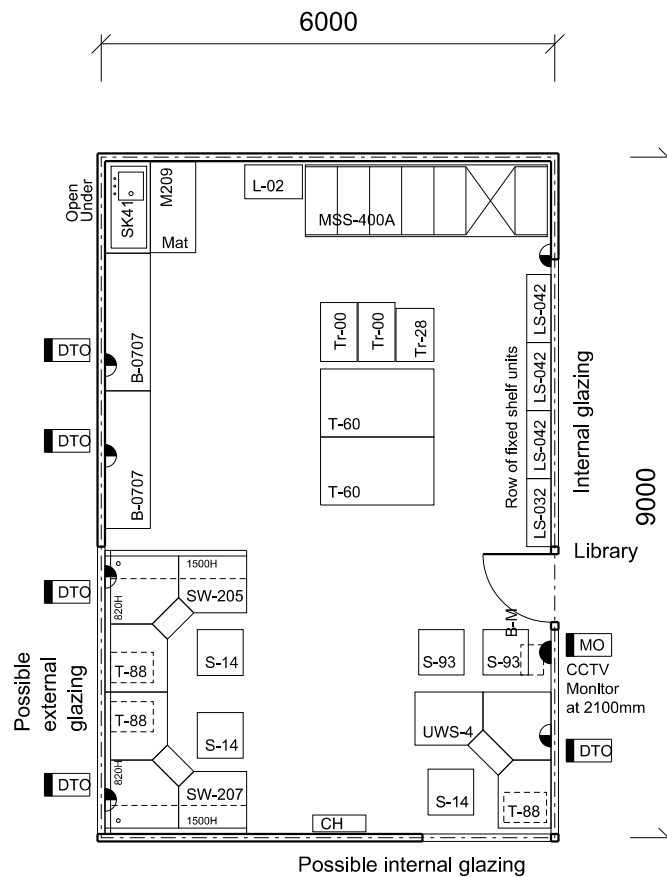 6000
Open
Under
SK41
M209
Mat
L-02
MSS-400A
DTO
B-0707
Tr-00
Tr-00
Tr-28
LS-042
LS-042
LS-042
LS-032
Row of fixed shelf units
Internal glazing
9000
DTO
B-0707
T-60
T-60
Library
DTO
1500H
820H
SW-205
B-M
MO
CCTV
Monitor
at 2100mm
Possible
external
glazing
T-88
S-14
S-93
S-93
T-88
S-14
UWS-4
DTO
DTO
820H
SW-207
1500H
S-14
T-88
CH
Possible internal glazing